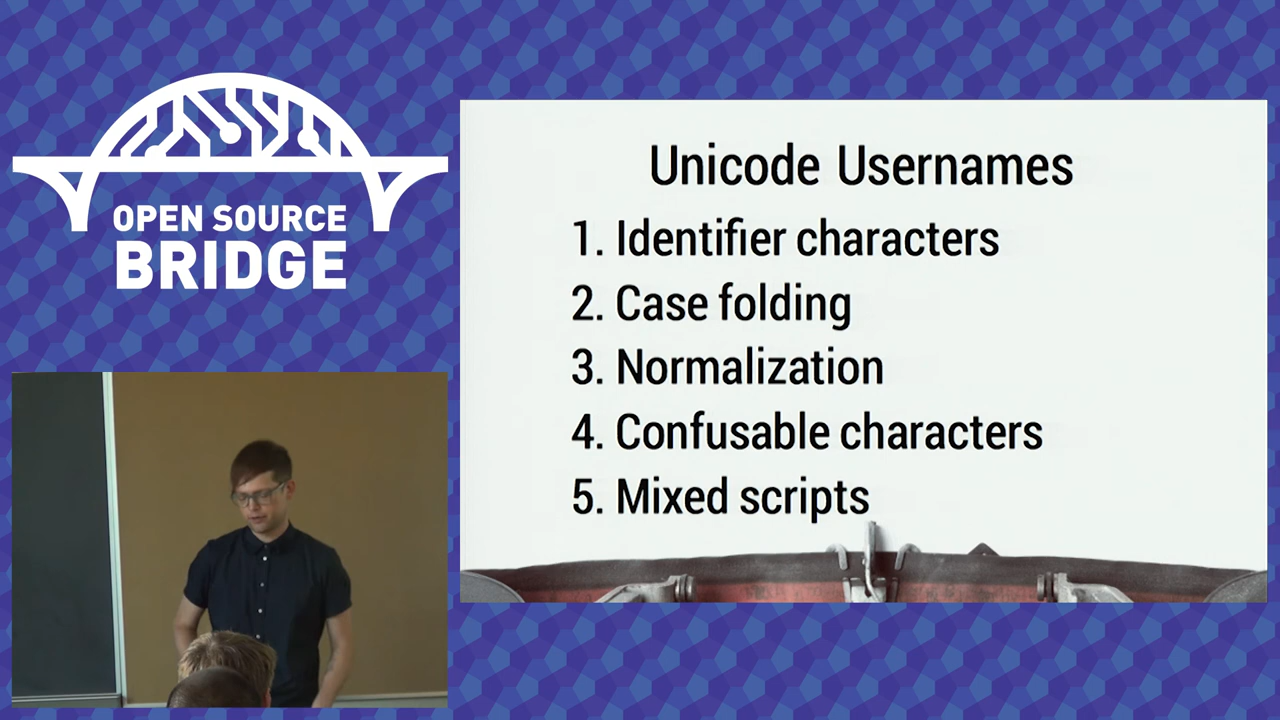 OPEN SOURCE
BRIDGE
Unicode Usernames
1. Identifier characters
2. Case folding
3. Normalization
4. Confusable characters
5. Mixed scripts